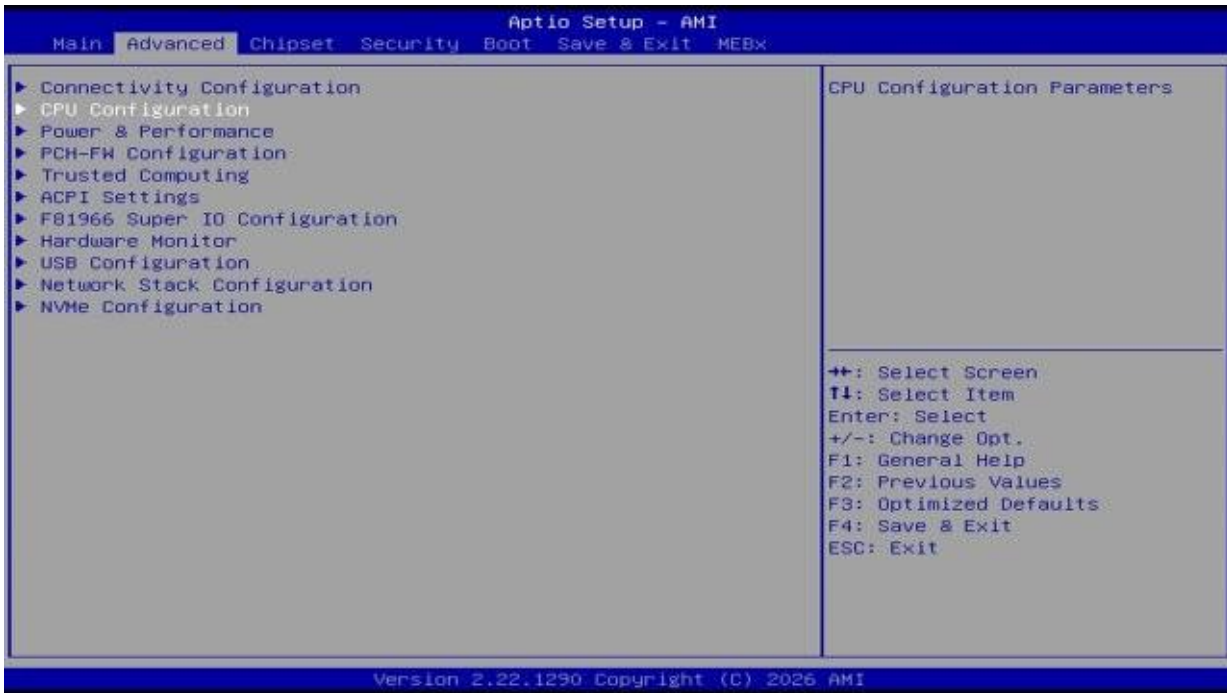 Aptio Setup - AMI
Main Advanced Chipset Security Boot Save & Exit MEBx
Connectivity Configuration
CPU Configuration
Power & Performance
PCH-FW Configuration
Trusted Computing
ACPI Settings
F81966 Super IO Configuration
Hardware Monitor
USB Configuration
Network Stack Configuration
NVMe Configuration
CPU Configuration Parameters
→←: Select Screen
↑↓: Select Item
Enter: Select
+/-: Change Opt.
F1: General Help
F2: Previous Values
F3: Optimized Defaults
F4: Save & Exit
ESC: Exit
Version 2.22.1290 Copyright (C) 2026 AMI